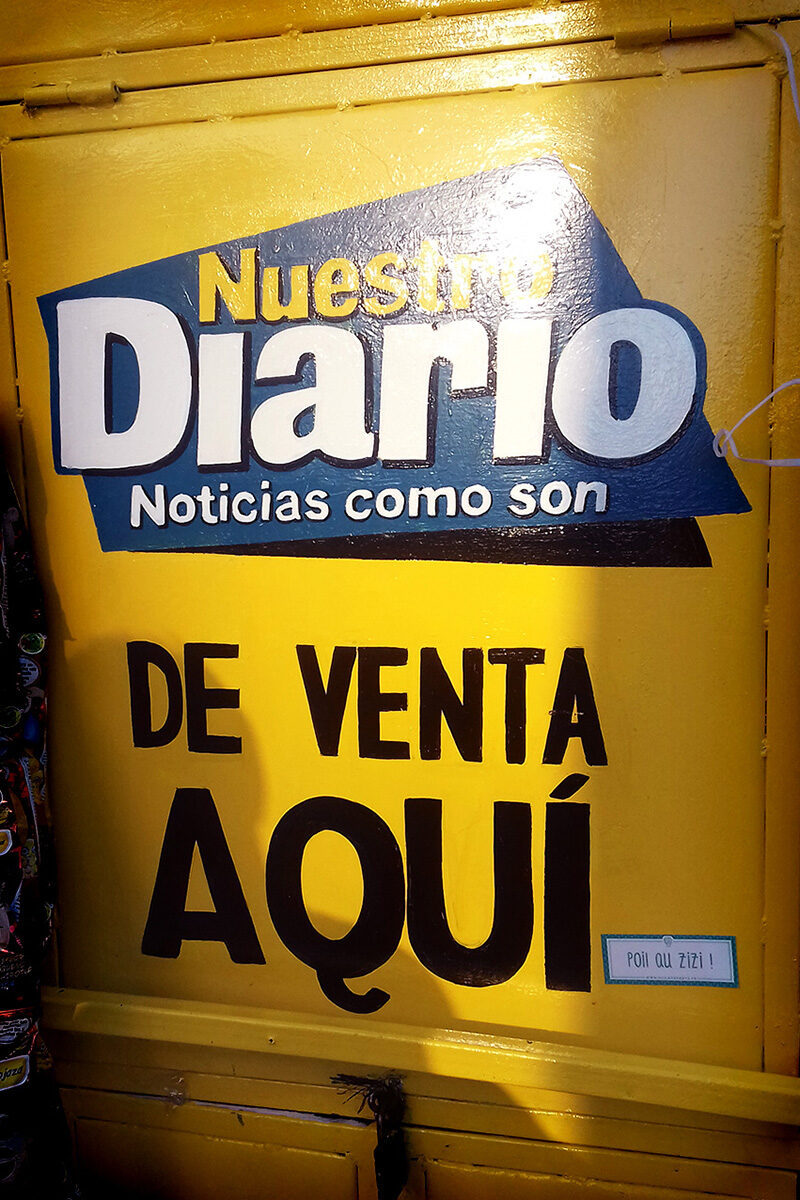 Nuestro
Diario
Noticias como son
DE VENTA
AQUÍ
Poil au zizi !